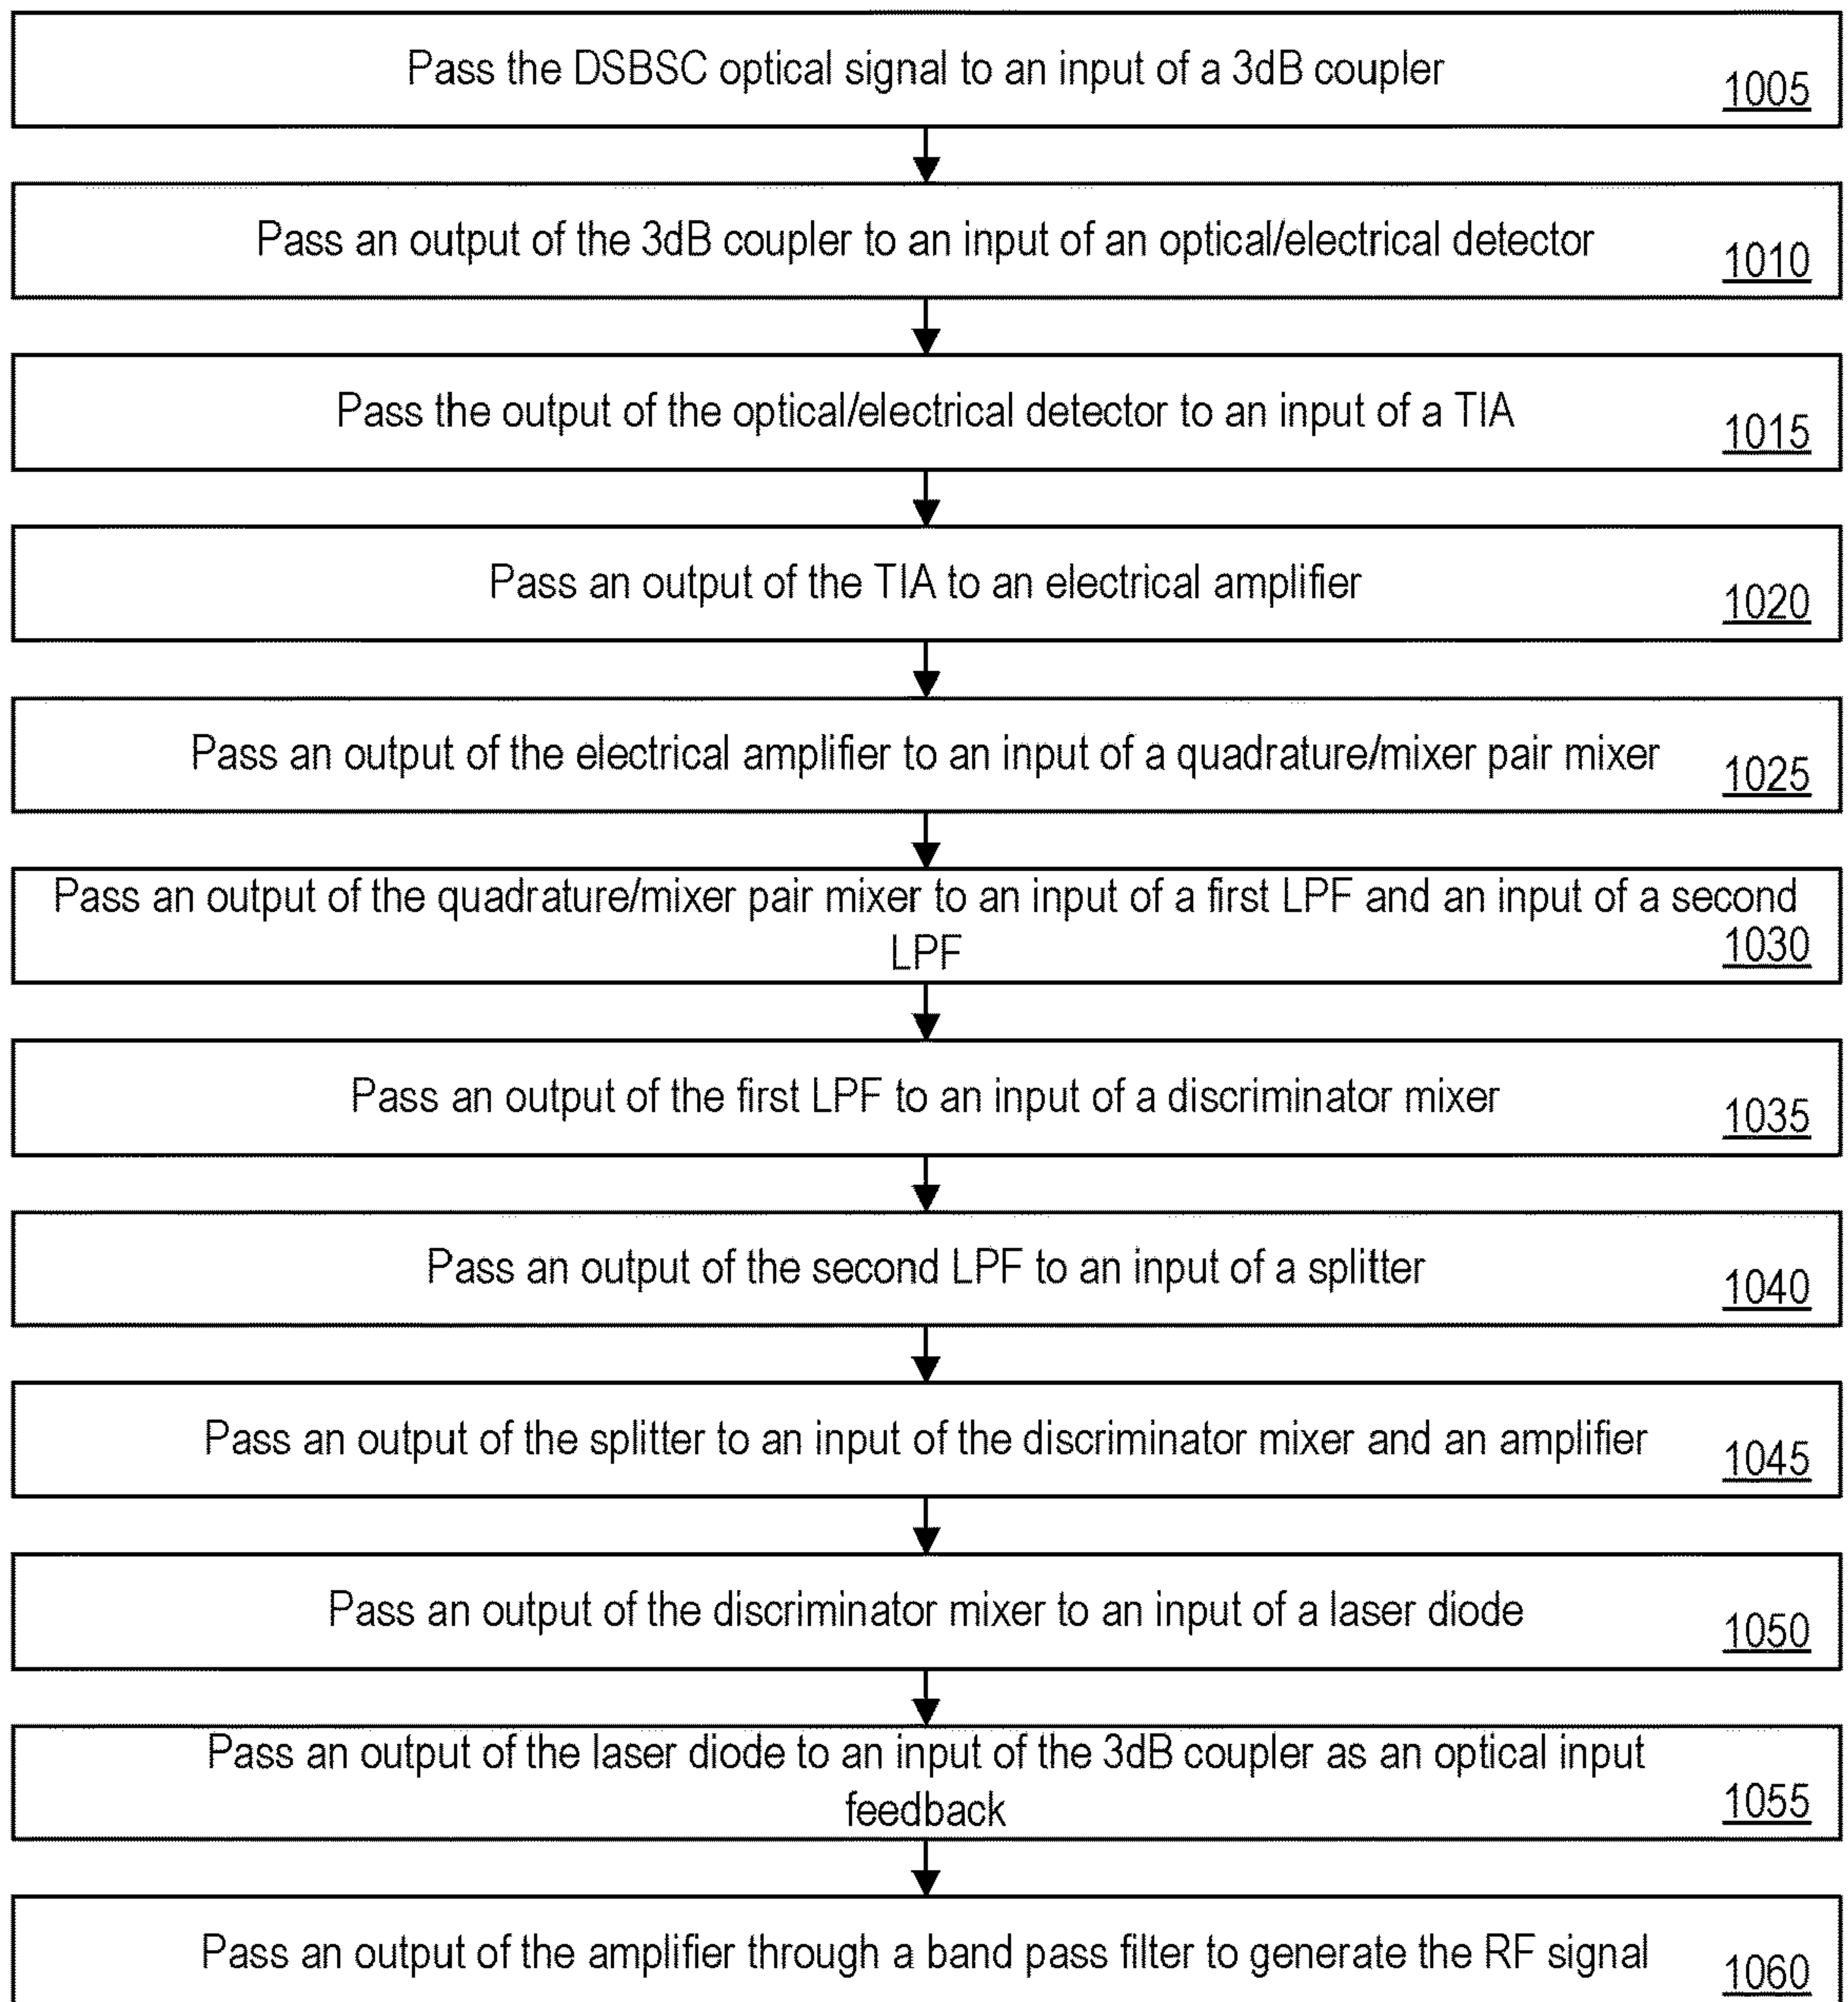 Pass the DSBSC optical signal to an input of a 3dB coupler
1005
Pass an output of the 3dB coupler to an input of an optical/electrical detector
1010
Pass the output of the optical/electrical detector to an input of a TIA
1015
Pass an output of the TIA to an electrical amplifier
1020
Pass an output of the electrical amplifier to an input of a quadrature/mixer pair mixer
1025
Pass an output of the quadrature/mixer pair mixer to an input of a first LPF and an input of a second
LPF
1030
Pass an output of the first LPF to an input of a discriminator mixer
1035
Pass an output of the second LPF to an input of a splitter
1040
Pass an output of the splitter to an input of the discriminator mixer and an amplifier
1045
Pass an output of the discriminator mixer to an input of a laser diode
1050
Pass an output of the laser diode to an input of the 3dB coupler as an optical input
feedback
1055
Pass an output of the amplifier through a band pass filter to generate the RF signal
1060